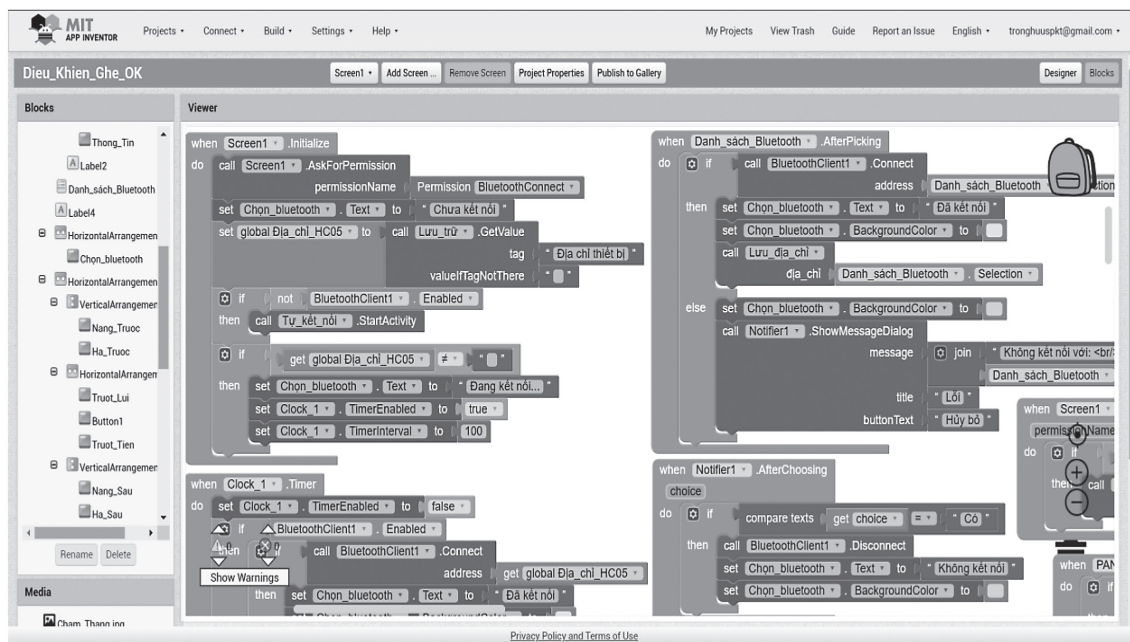 MIT
APP INVENTOR
Projects
Connect
Build
Settings
Help
My Projects
View Trash
Guide
Report an Issue
English
tronghuuspkt@gmail.com
Dieu_Khien_Ghe_OK
Screen1
Add Screen ...
Remove Screen
Project Properties
Publish to Gallery
Designer
Blocks
Blocks
Thong_Tin
Label2
Danh_sách_Bluetooth
Label4
HorizontalArrangemen
Chọn_bluetooth
HorizontalArrangemen
VerticalArrangemen
Nang_Truoc
Ha_Truoc
HorizontalArrangem
Truot_Lui
Button1
Truot_Tien
VerticalArrangemen
Nang_Sau
Ha_Sau
Rename
Delete
Media
Cham_Thang.jpg
Viewer
when Screen1 .Initialize
do call Screen1 .AskForPermission
permissionName Permission BluetoothConnect
set Chọn_bluetooth . Text to " Chưa kết nối "
set global Địa_chỉ_HC05 to call Lưu_trữ .GetValue
tag " Địa chỉ thiết bị "
valueIfTagNotThere " "
if not BluetoothClient1 . Enabled
then call Tự_kết_nối .StartActivity
if get global Địa_chỉ_HC05 ≠ " "
then set Chọn_bluetooth . Text to " Đang kết nối... "
set Clock_1 . TimerEnabled to true
set Clock_1 . TimerInterval to 100
when Clock_1 .Timer
do set Clock_1 . TimerEnabled to false
if BluetoothClient1 . Enabled
then if call BluetoothClient1 .Connect
address get global Địa_chỉ_HC05
then set Chọn_bluetooth . Text to " Đã kết nối "
Show Warnings
when Danh_sách_Bluetooth .AfterPicking
do if call BluetoothClient1 .Connect
address Danh_sách_Bluetooth
then set Chọn_bluetooth . Text to " Đã kết nối "
set Chọn_bluetooth . BackgroundColor to
call Lưu_địa_chỉ
địa_chỉ Danh_sách_Bluetooth . Selection
else set Chọn_bluetooth . BackgroundColor to
call Notifier1 .ShowMessageDialog
message join " Không kết nối với: <br/>
Danh_sách_Bluetooth
title " Lỗi "
buttonText " Hủy bỏ "
when Notifier1 .AfterChoosing
choice
do if compare texts get choice = " Có "
then call BluetoothClient1 .Disconnect
set Chọn_bluetooth . Text to " Không kết nối "
set Chọn_bluetooth . BackgroundColor to
when Screen1
permissionName
do if
then call
when PAN
do if
Privacy Policy and Terms of Use